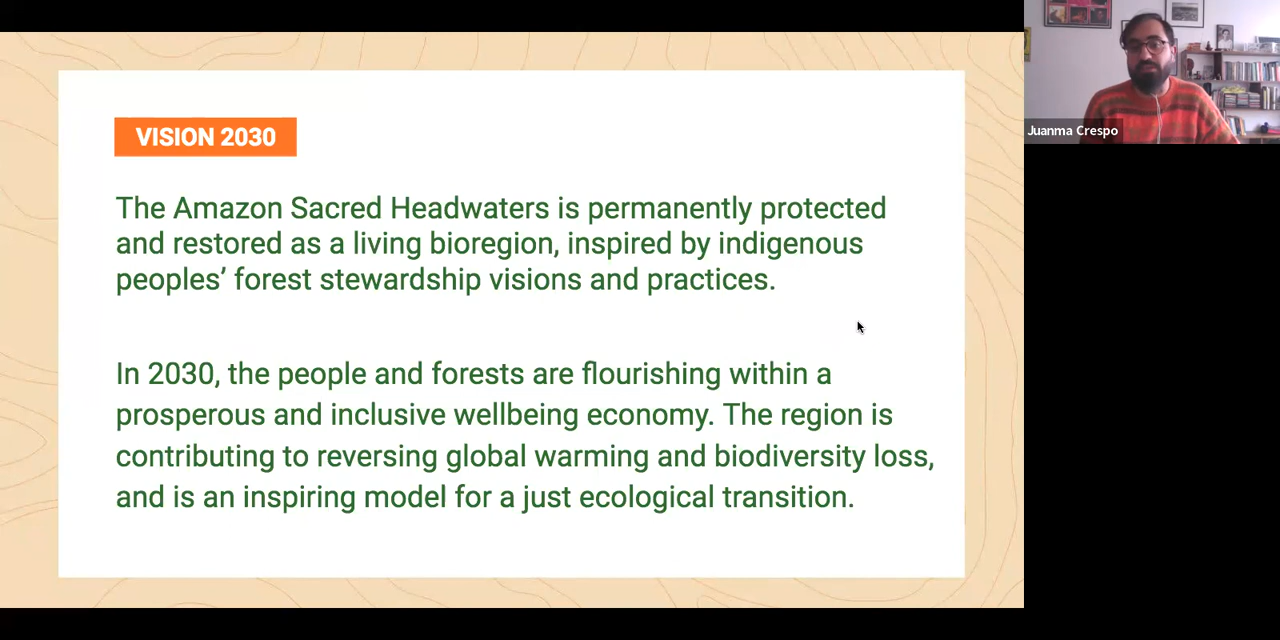 VISION 2030
The Amazon Sacred Headwaters is permanently protected
and restored as a living bioregion, inspired by indigenous
peoples’ forest stewardship visions and practices.
In 2030, the people and forests are flourishing within a
prosperous and inclusive wellbeing economy. The region is
contributing to reversing global warming and biodiversity loss,
and is an inspiring model for a just ecological transition.
Juanma Crespo